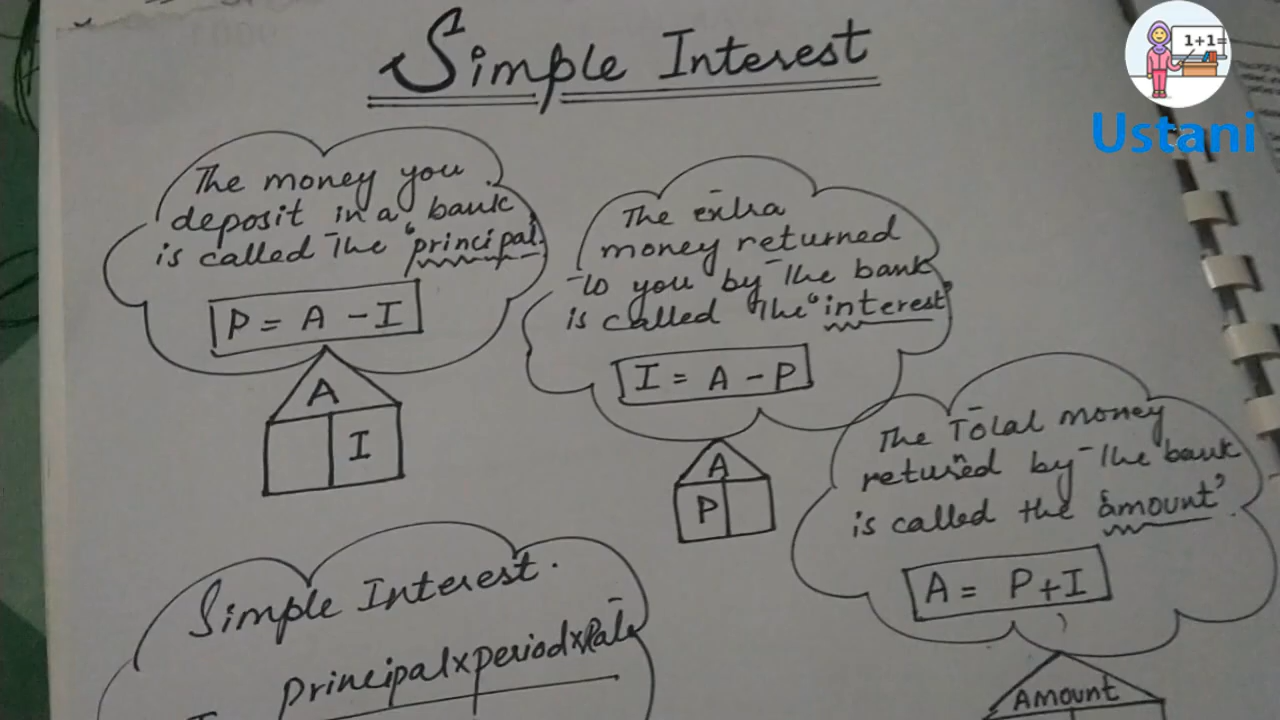 Simple Interest
1+1=
Ustani
The money you
deposit in a bank
is called the "principal.
P = A - I
A
I
The extra
money returned
to you by the bank
is called the "interest"
I = A - P
A
P
The Total money
returned by the bank
is called the 'amount'.
A = P+I
Amount
Simple Interest.
principal×period×Rate